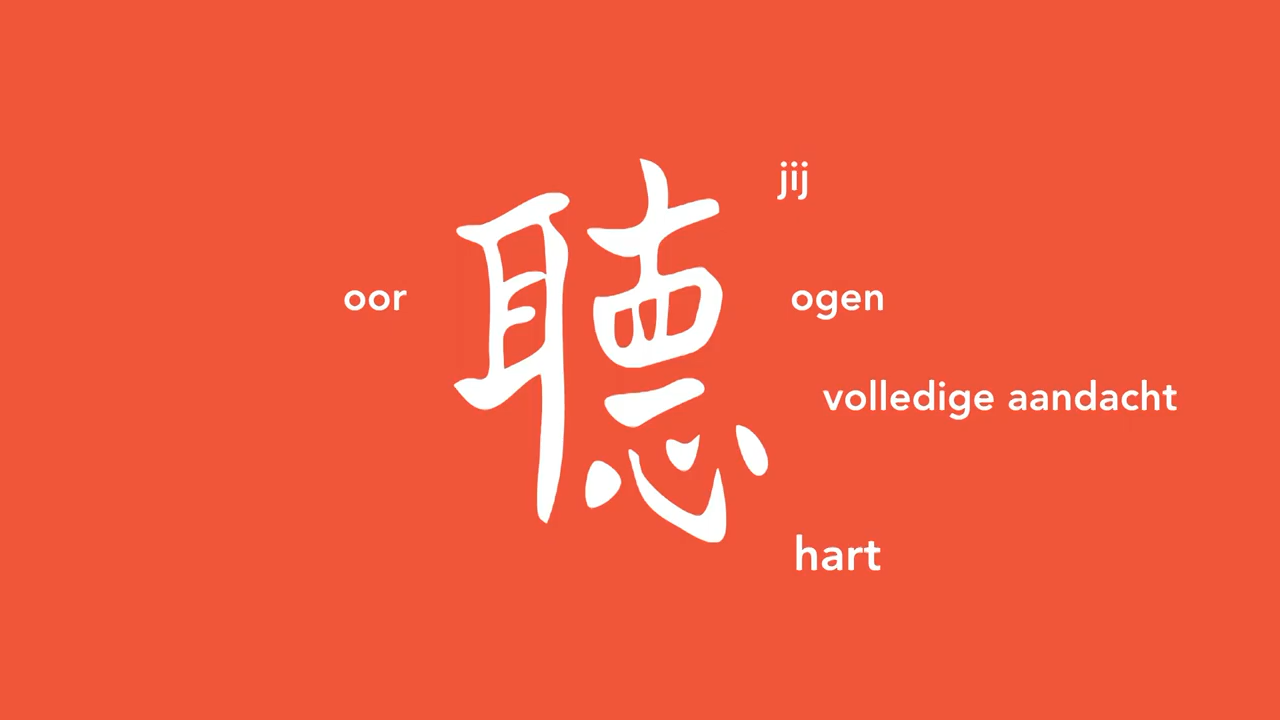 jij
聽
oor
ogen
volledige aandacht
hart